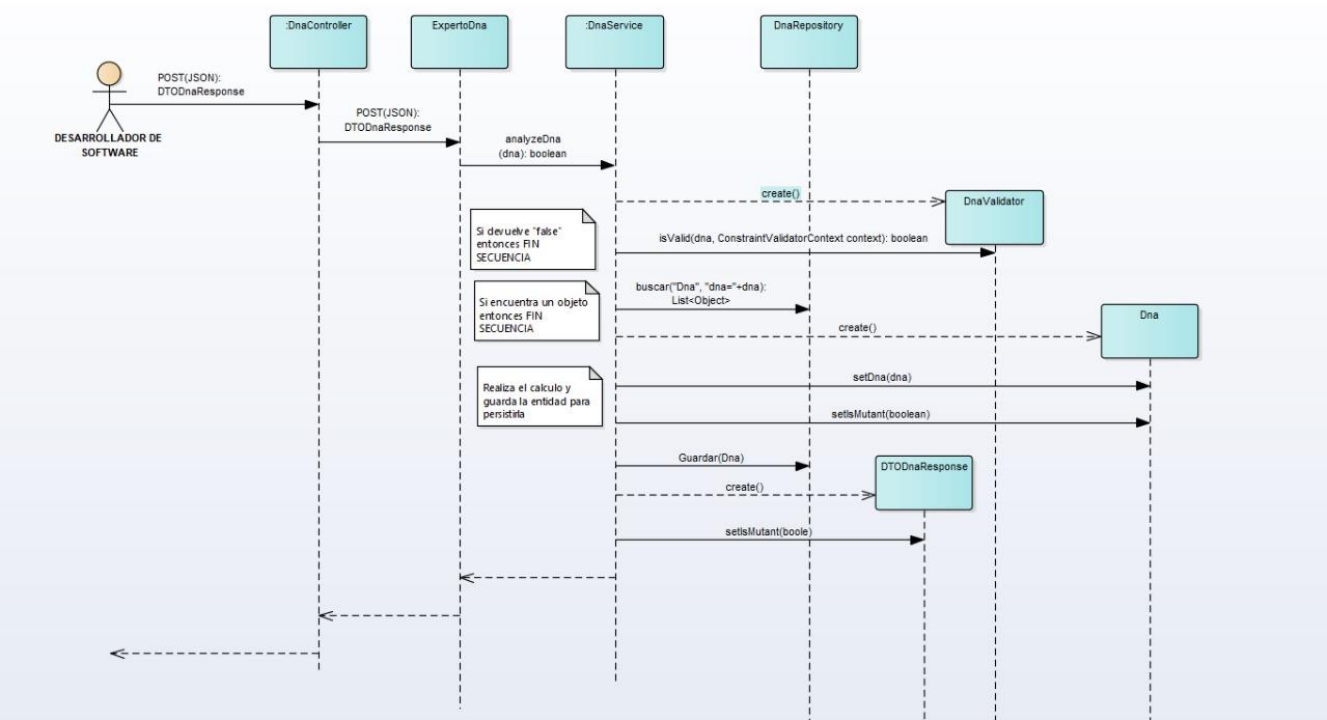 :DnaController
ExpertoDna
:DnaService
DnaRepository
POST(JSON):
DTODnaResponse
DESARROLLADOR DE
SOFTWARE
POST(JSON):
DTODnaResponse
analyzeDna
(dna): boolean
create()
DnaValidator
Si devuelve "false"
entonces FIN
SECUENCIA
isValid(dna, ConstraintValidatorContext context): boolean
buscar("Dna", "dna="+dna):
List<Object>
Si encuentra un objeto
entonces FIN
SECUENCIA
create()
Dna
Realiza el calculo y
guarda la entidad para
persistirla
setDna(dna)
setIsMutant(boolean)
Guardar(Dna)
DTODnaResponse
create()
setIsMutant(boole)